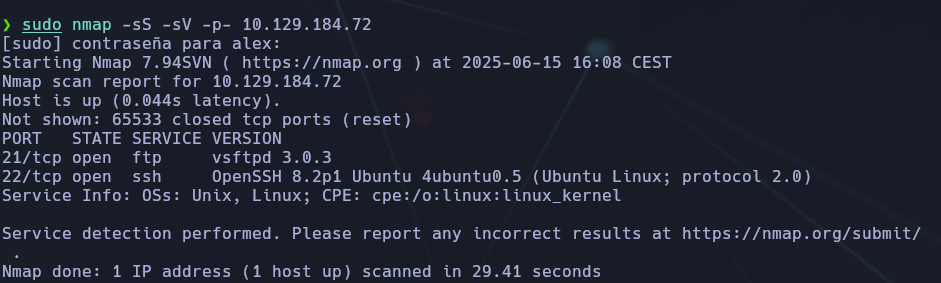 ❯ sudo nmap -sS -sV -p- 10.129.184.72
[sudo] contraseña para alex:
Starting Nmap 7.94SVN ( https://nmap.org ) at 2025-06-15 16:08 CEST
Nmap scan report for 10.129.184.72
Host is up (0.044s latency).
Not shown: 65533 closed tcp ports (reset)
PORT   STATE SERVICE VERSION
21/tcp open  ftp     vsftpd 3.0.3
22/tcp open  ssh     OpenSSH 8.2p1 Ubuntu 4ubuntu0.5 (Ubuntu Linux; protocol 2.0)
Service Info: OSs: Unix, Linux; CPE: cpe:/o:linux:linux_kernel

Service detection performed. Please report any incorrect results at https://nmap.org/submit/
 .
Nmap done: 1 IP address (1 host up) scanned in 29.41 seconds